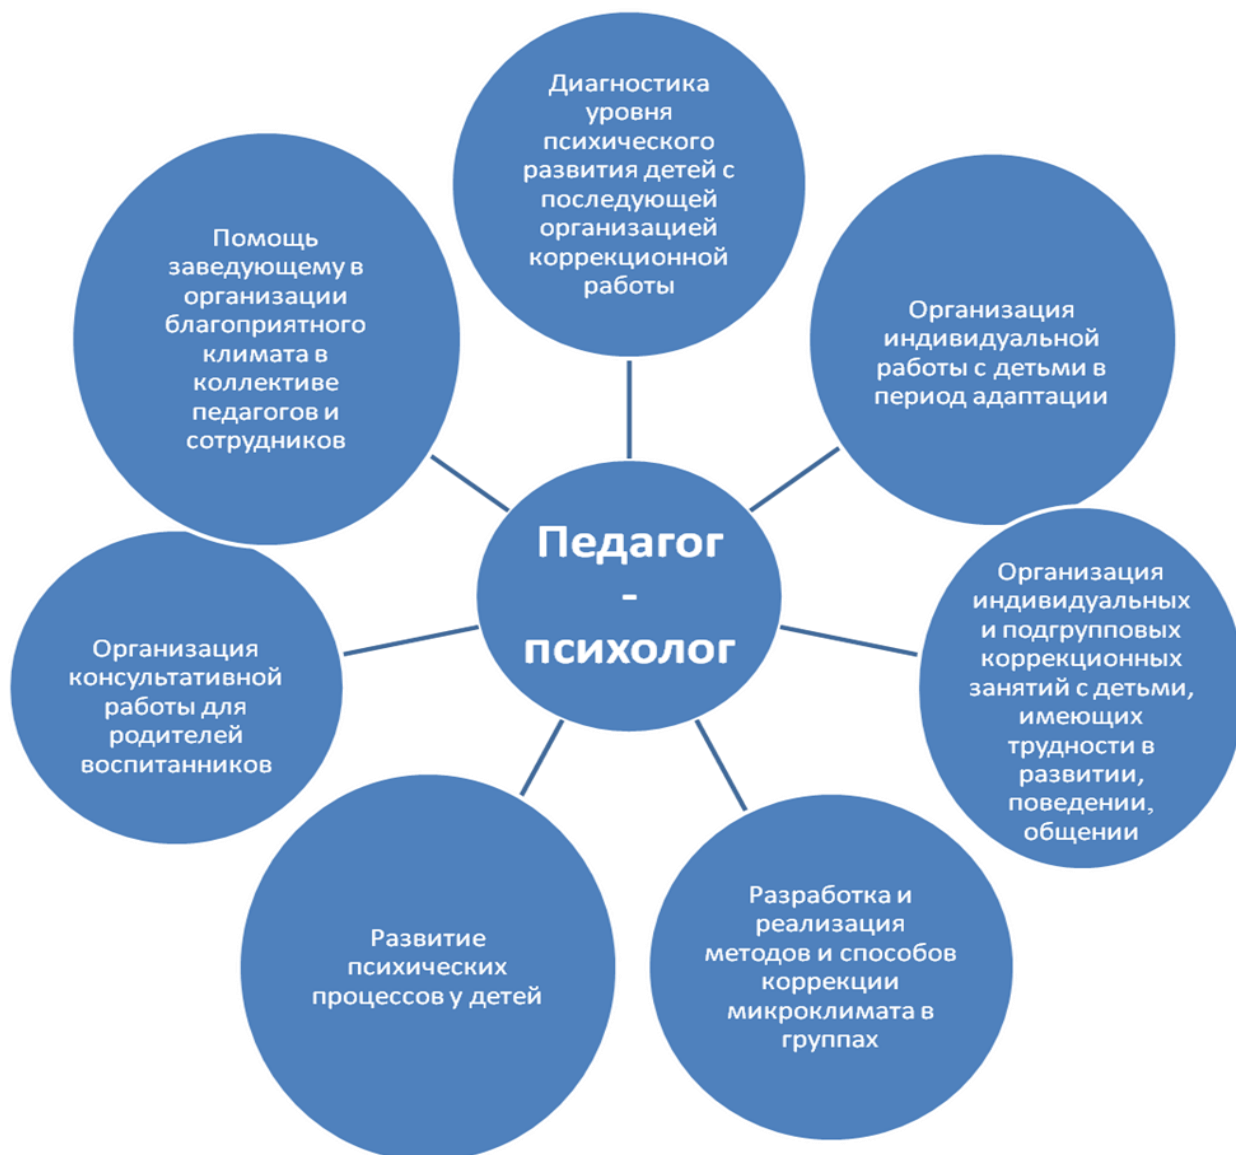 Диагностика
уровня
психического
развития детей с
последующей
организацией
коррекционной
работы
Организация
индивидуальной
работы с детьми в
период адаптации
Организация
индивидуальных
и подгрупповых
коррекционных
занятий с детьми,
имеющих
трудности в
развитии,
поведении,
общении
Разработка и
реализация
методов и способов
коррекции
микроклимата в
группах
Развитие
психических
процессов у детей
Организация
консультативной
работы для
родителей
воспитанников
Помощь
заведующему в
организации
благоприятного
климата в
коллективе
педагогов и
сотрудников
Педагог
-
психолог